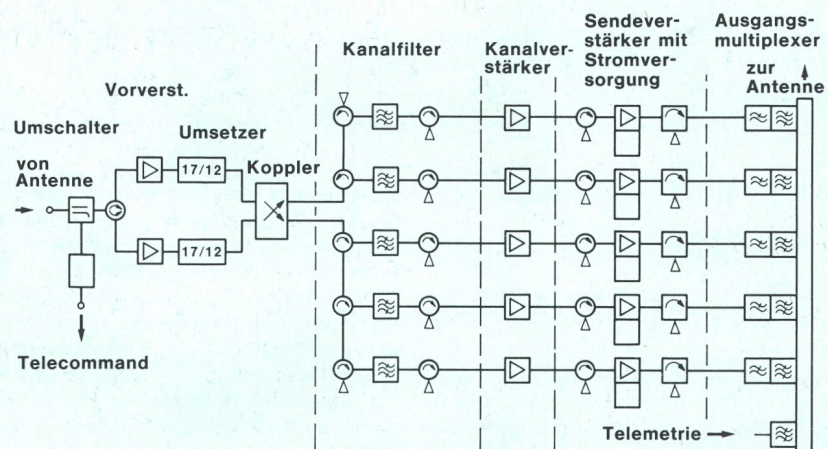 Vorverst.
Umschalter
Umsetzer
Koppler
von
Antenne
17/12
17/12
Telecommand
Kanalfilter
Kanalver-
stärker
Sendever-
stärker mit
Stromver-
sorgung
Ausgangs-
multiplexer
zur
Antenne
Telemetrie